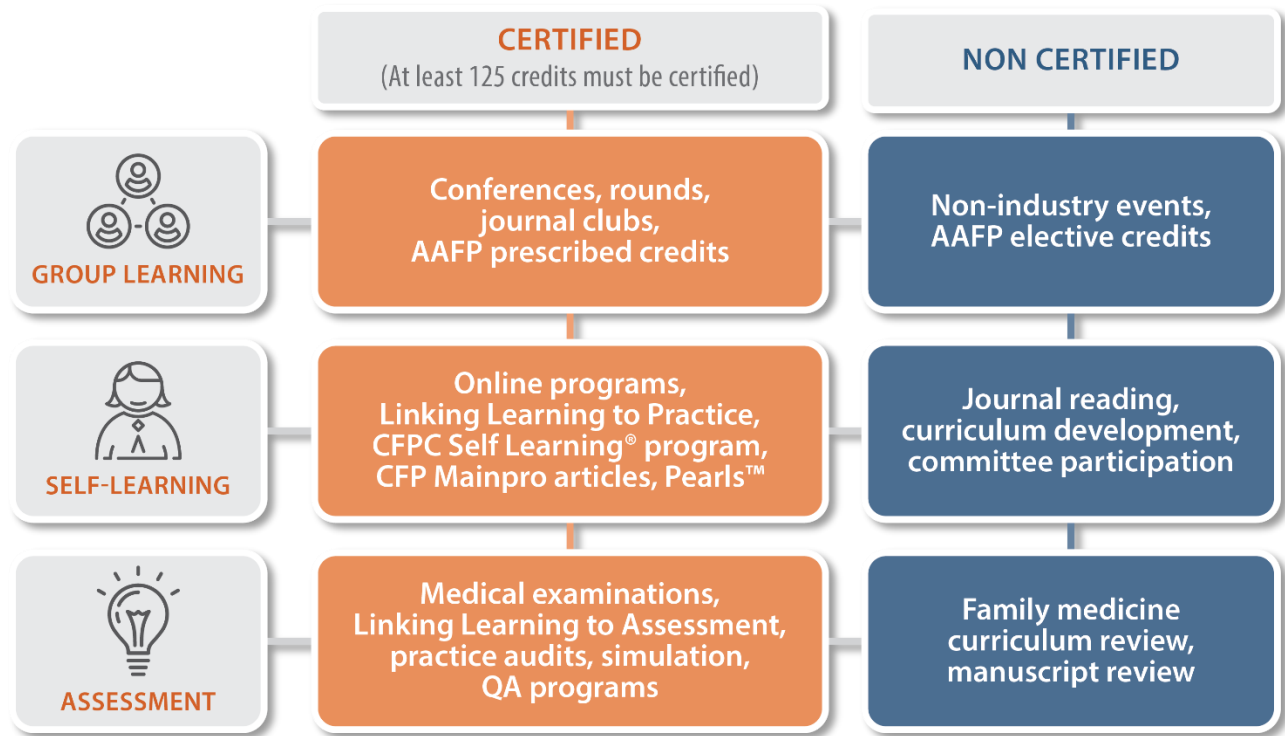 CERTIFIED
(At least 125 credits must be certified)
NON CERTIFIED
GROUP LEARNING
Conferences, rounds,
journal clubs,
AAFP prescribed credits
Non-industry events,
AAFP elective credits
SELF-LEARNING
Online programs,
Linking Learning to Practice,
CFPC Self Learning® program,
CFP Mainpro articles, Pearls™
Journal reading,
curriculum development,
committee participation
ASSESSMENT
Medical examinations,
Linking Learning to Assessment,
practice audits, simulation,
QA programs
Family medicine
curriculum review,
manuscript review